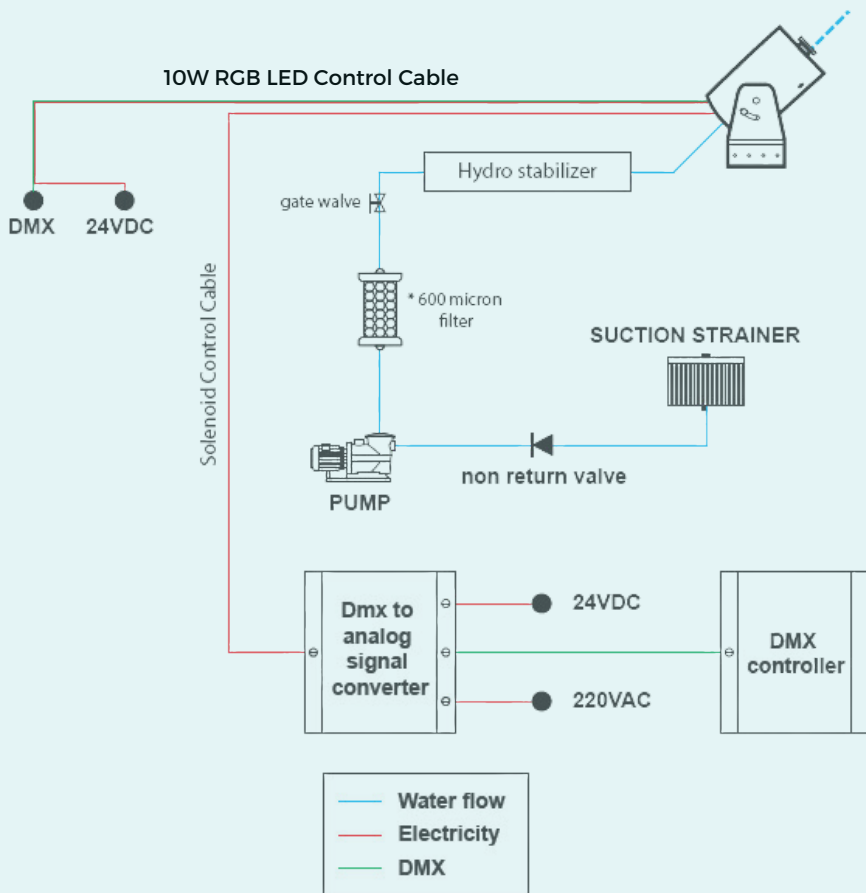 10W RGB LED Control Cable
Hydro stabilizer
gate walve
DMX
24VDC
* 600 micron
filter
Solenoid Control Cable
SUCTION STRAINER
non return valve
PUMP
Dmx to
analog
signal
converter
24VDC
220VAC
DMX
controller
Water flow
Electricity
DMX